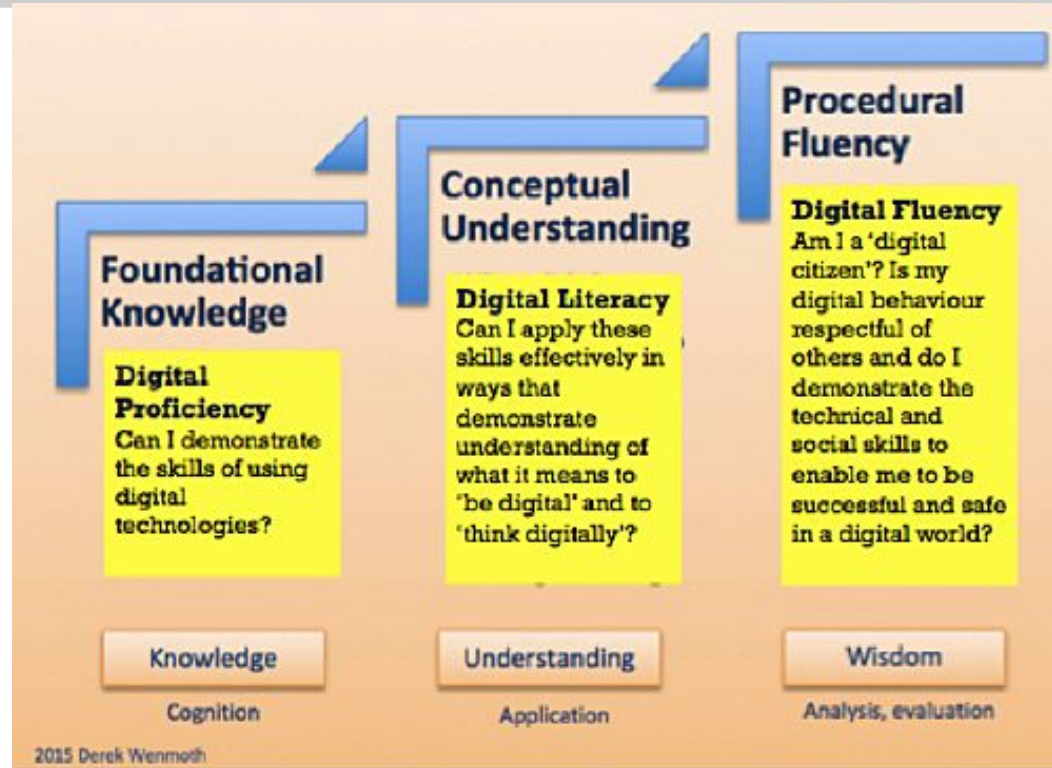 Foundational
Knowledge
Digital
Proficiency
Can I demonstrate
the skills of using
digital
technologies?
Knowledge
Cognition
Conceptual
Understanding
Digital Literacy
Can I apply these
skills effectively in
ways that
demonstrate
understanding of
what it means to
'be digital' and to
'think digitally'?
Understanding
Application
Procedural
Fluency
Digital Fluency
Am I a 'digital
citizen'? Is my
digital behaviour
respectful of
others and do I
demonstrate the
technical and
social skills to
enable me to be
successful and safe
in a digital world?
Wisdom
Analysis, evaluation
2015 Derek Wenmoth